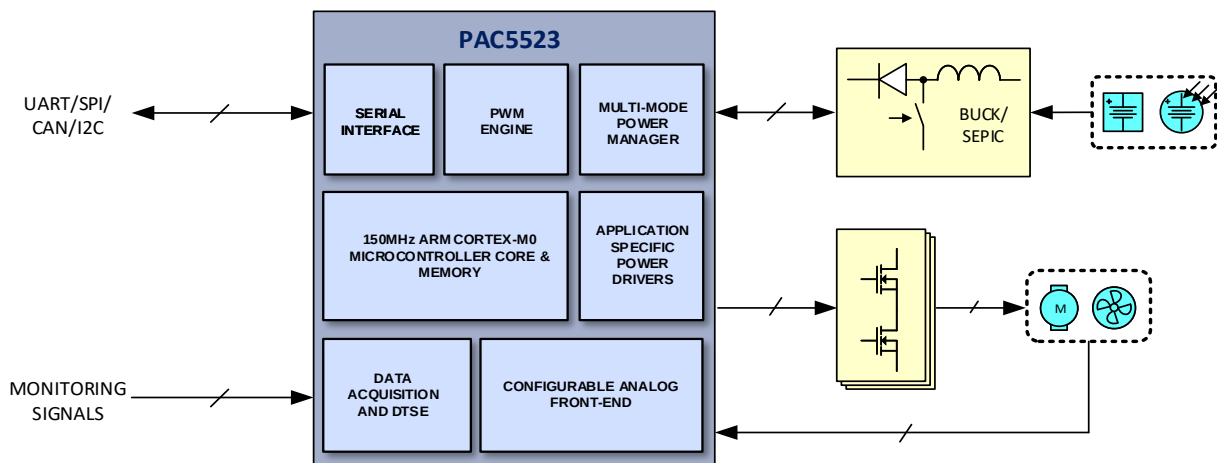 PAC5523
UART/SPI/
CAN/I2C
SERIAL
INTERFACE
PWM
ENGINE
MULTI-MODE
POWER
MANAGER
BUCK/
SEPIC
150MHz ARM CORTEX-M0
MICROCONTROLLER CORE &
MEMORY
APPLICATION
SPECIFIC
POWER
DRIVERS
M
MONITORING
SIGNALS
DATA
ACQUISITION
AND DTSE
CONFIGURABLE ANALOG
FRONT-END